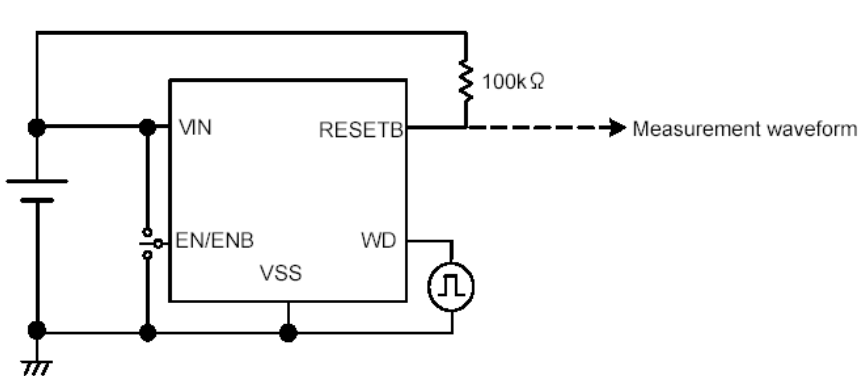 100kΩ
VIN
RESETB
Measurement waveform
EN/ENB
WD
VSS